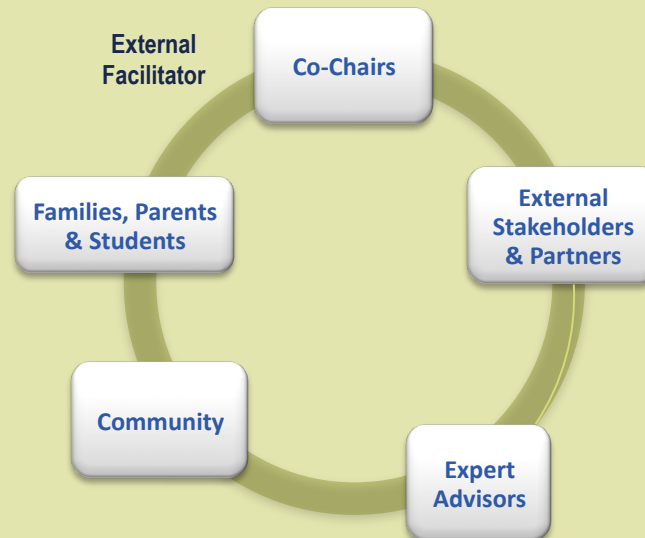 External
Facilitator
Co-Chairs
Families, Parents
& Students
External
Stakeholders
& Partners
Community
Expert
Advisors